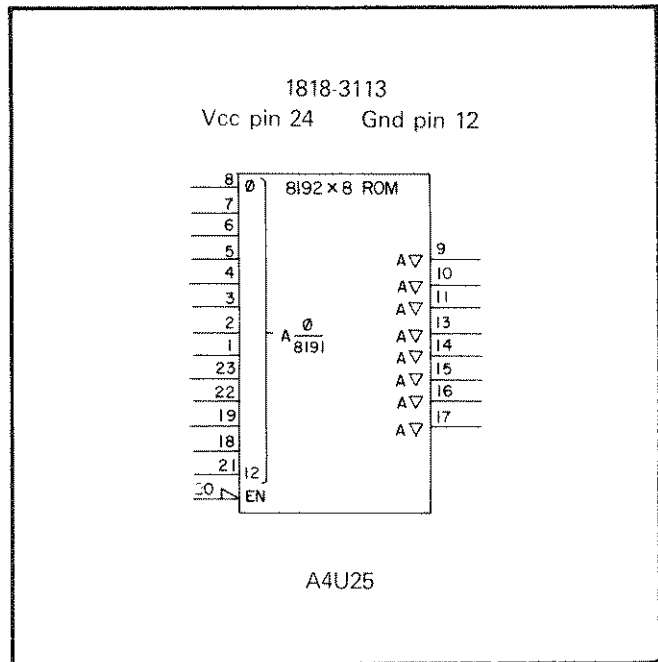 1818-3113
Vcc pin 24 Gnd pin 12
8192 × 8 ROM
8 Ø
7
6
5
4
3
2
1
23
22
19
18
21 12
EN
A Ø
8191
A▽ 9
A▽ 10
A▽ 11
A▽ 13
A▽ 14
A▽ 15
A▽ 16
A▽ 17
A4U25